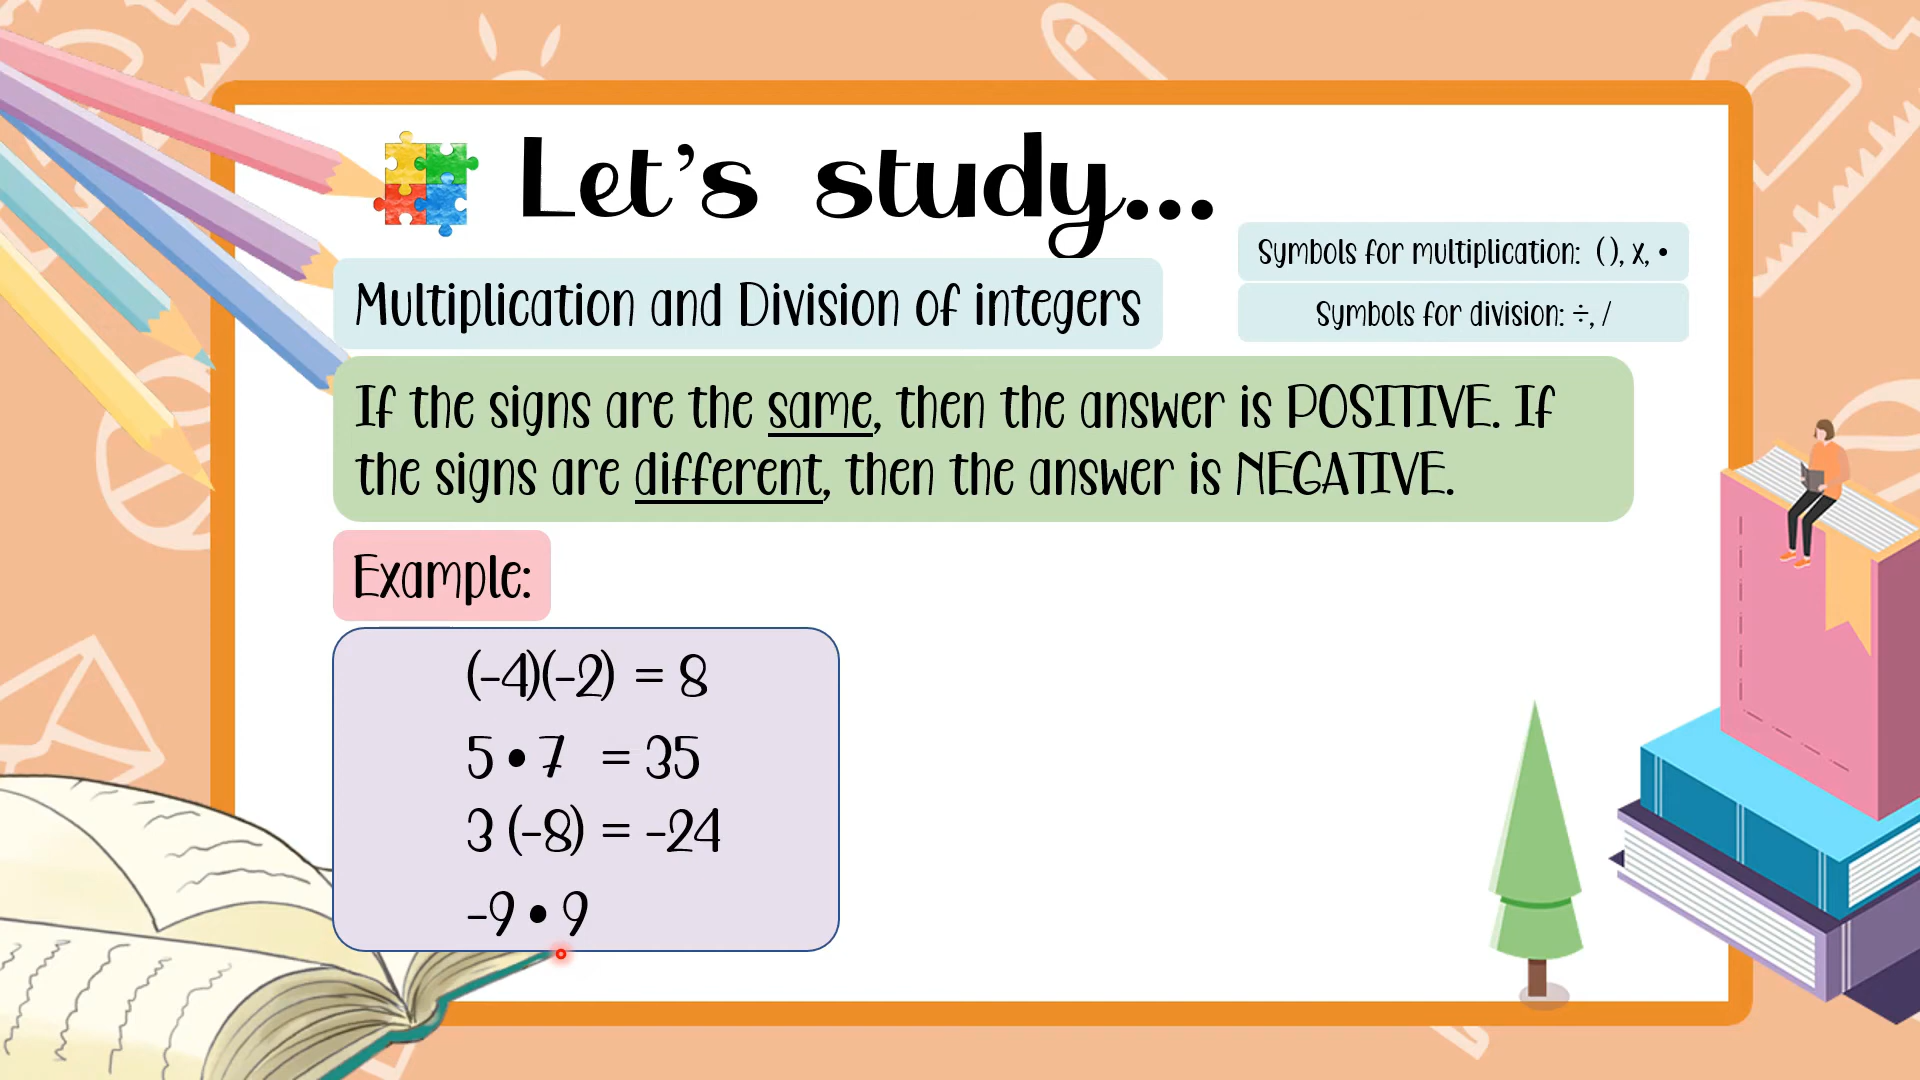 Let's study...
Symbols for multiplication: ( ), x, •
Multiplication and Division of integers
Symbols for division: ÷, /
If the signs are the same, then the answer is POSITIVE. If
the signs are different, then the answer is NEGATIVE.
Example:
(-4)(-2) = 8
5 • 7 = 35
3 (-8) = -24
-9 • 9